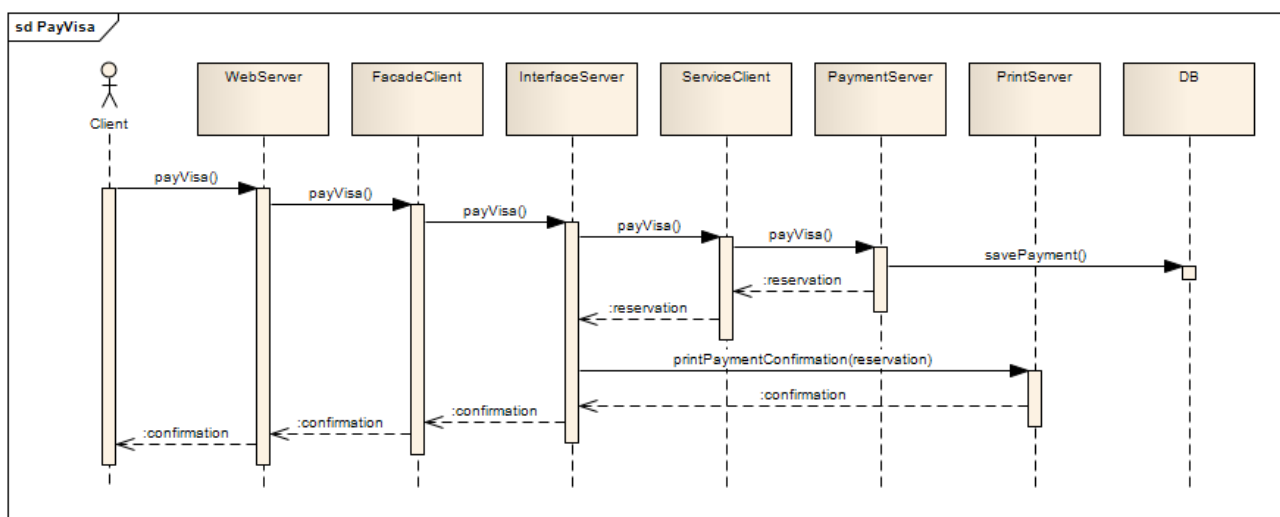 sd PayVisa
WebServer
FacadeClient
InterfaceServer
ServiceClient
PaymentServer
PrintServer
DB
Client
payVisa()
payVisa()
payVisa()
payVisa()
payVisa()
savePayment()
:reservation
:reservation
printPaymentConfirmation(reservation)
:confirmation
:confirmation
:confirmation
:confirmation